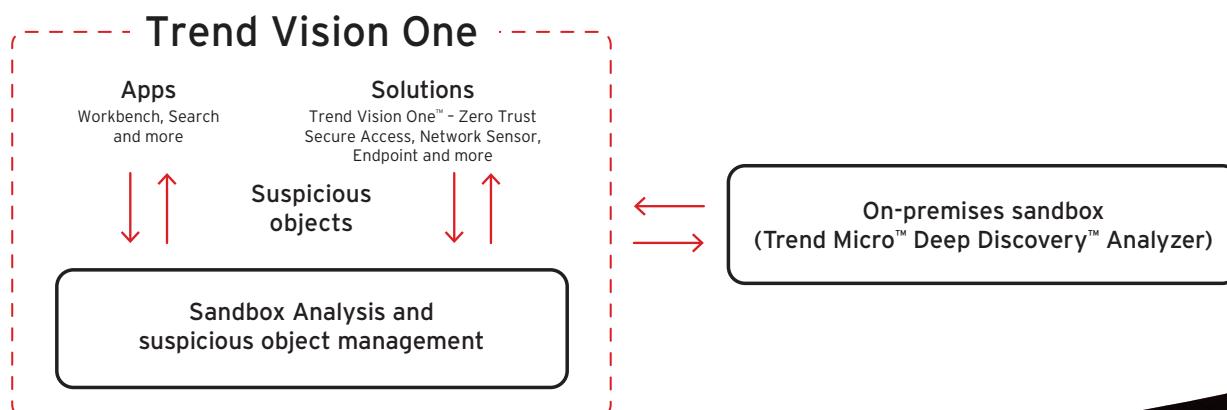 Trend Vision One
Apps
Workbench, Search
and more
Solutions
Trend Vision One™ – Zero Trust
Secure Access, Network Sensor,
Endpoint and more
Suspicious
objects
Sandbox Analysis and
suspicious object management
On-premises sandbox
(Trend Micro™ Deep Discovery™ Analyzer)